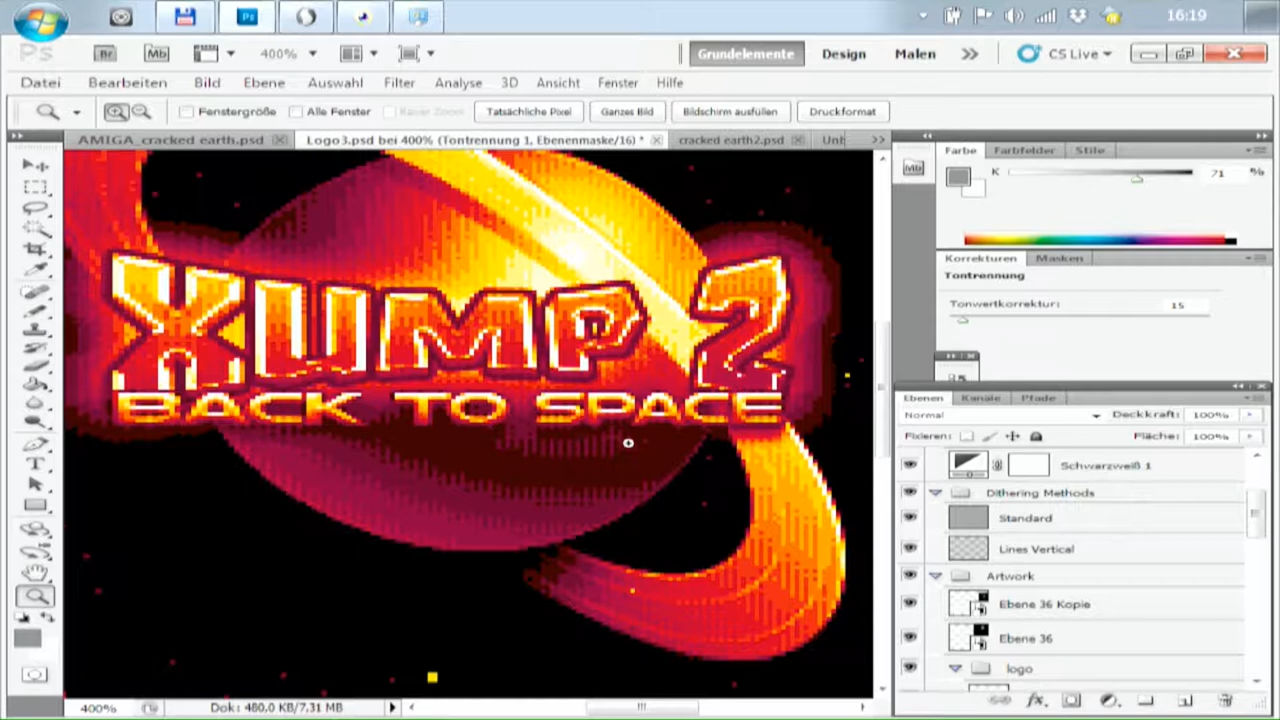 16:19
Ps Br Mb 400% Grundelemente Design Malen CS Live
Datei Bearbeiten Bild Ebene Auswahl Filter Analyse 3D Ansicht Fenster Hilfe
Fenstergröße Alle Fenster Tatsächliche Pixel Ganzes Bild Bildschirm ausfüllen Druckformat
AMIGA_cracked earth.psd Logo3.psd bei 400% (Tontrennung 1, Ebenenmaske/16) * cracked earth2.psd
Farbe Farbfelder Stile
Mb
K 71 %
Korrekturen Masken
Tontrennung
Tonwertkorrektur: 15
XUMP 2
BACK TO SPACE
Ebenen Kanäle Pfade
Normal Deckkraft: 100%
Fixieren: Fläche: 100%
Schwarzweiß 1
Dithering Methods
Standard
Lines Vertical
Artwork
Ebene 36 Kopie
Ebene 36
logo
400% Dok: 480.0 KB/7.31 MB